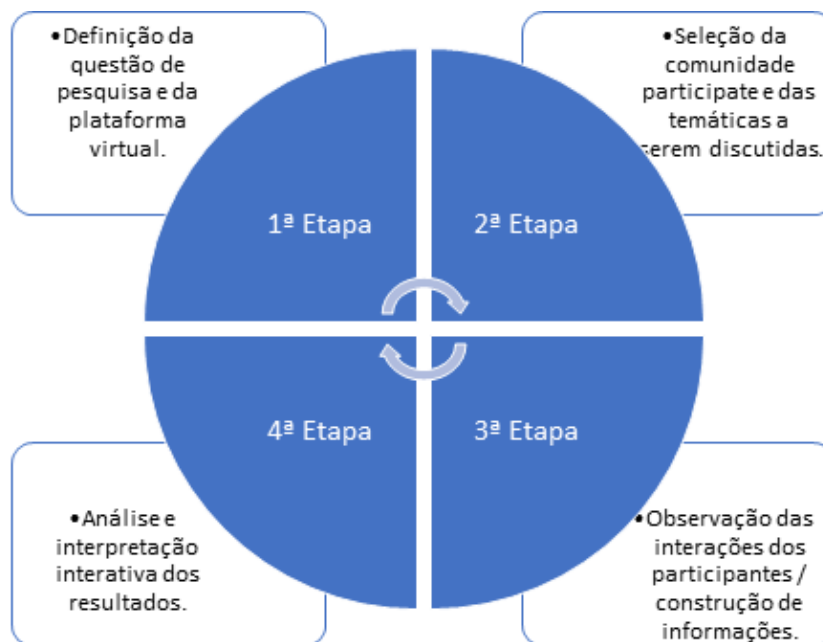 •Definição da
questão de
pesquisa e da
plataforma
virtual.
•Seleção da
comunidade
participate e das
temáticas a
serem discutidas.
1ª Etapa
2ª Etapa
4ª Etapa
3ª Etapa
•Análise e
interpretação
interativa dos
resultados.
•Observação das
interações dos
participantes /
construção de
informações.